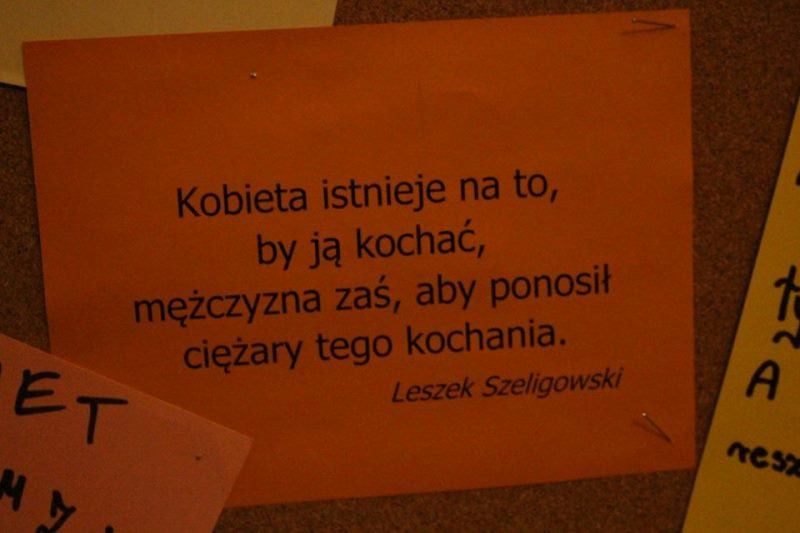 Kobieta istnieje na to,
by ją kochać,
mężczyzna zaś, aby ponosił
ciężary tego kochania.
Leszek Szeligowski
ET
A